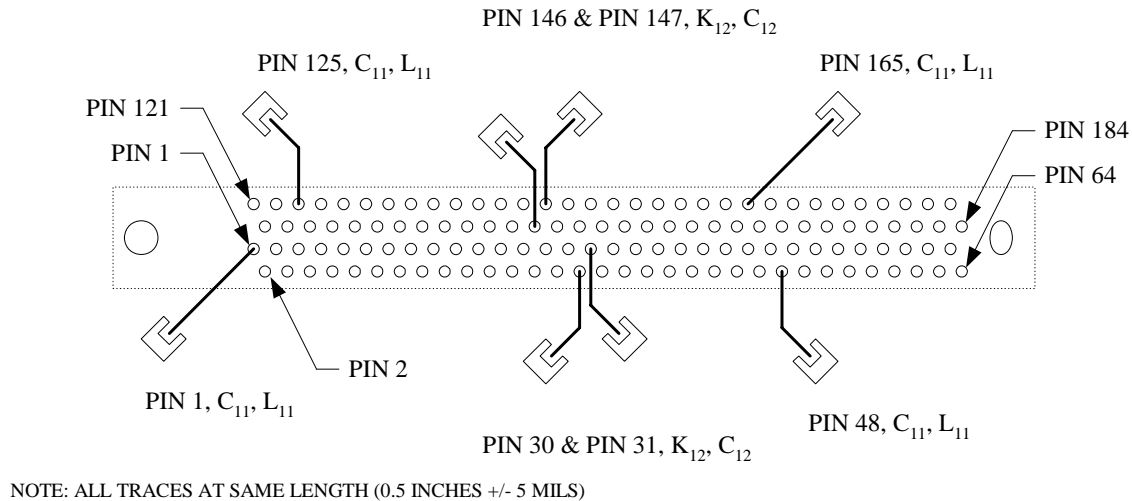 PIN 146 & PIN 147, K₁₂, C₁₂
PIN 125, C₁₁, L₁₁
PIN 165, C₁₁, L₁₁
PIN 121
PIN 184
PIN 1
PIN 64
PIN 2
PIN 1, C₁₁, L₁₁
PIN 48, C₁₁, L₁₁
PIN 30 & PIN 31, K₁₂, C₁₂
NOTE: ALL TRACES AT SAME LENGTH (0.5 INCHES +/- 5 MILS)